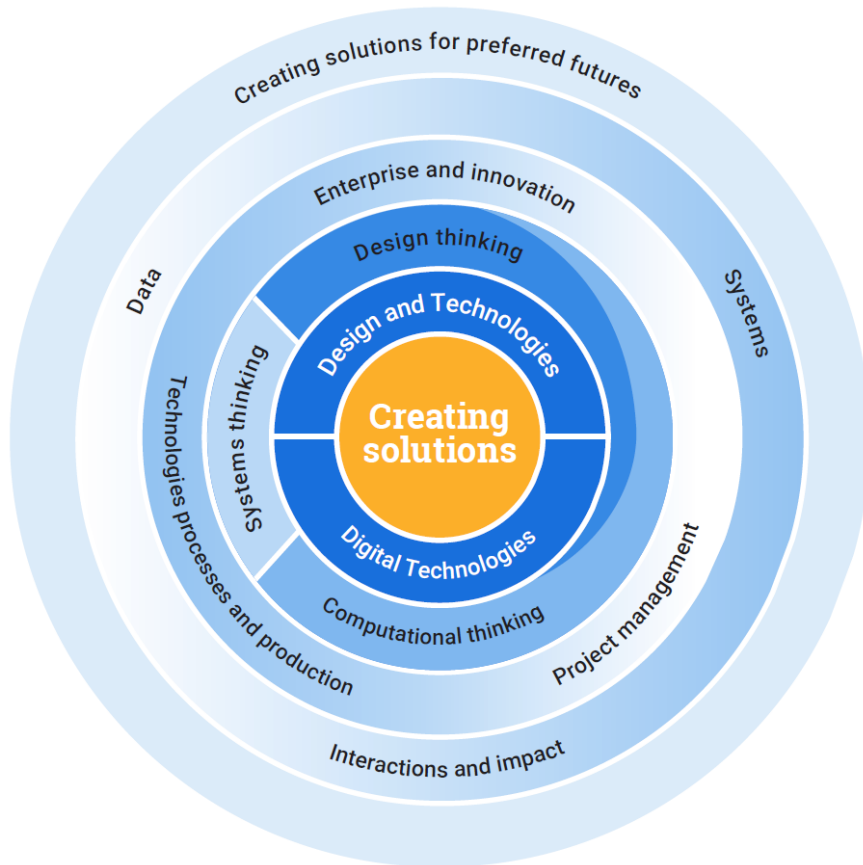 Creating solutions for preferred futures
Data
Systems
Interactions and impact
Enterprise and innovation
Technologies processes and production
Project management
Design thinking
Systems thinking
Computational thinking
Design and Technologies
Digital Technologies
Creating
solutions